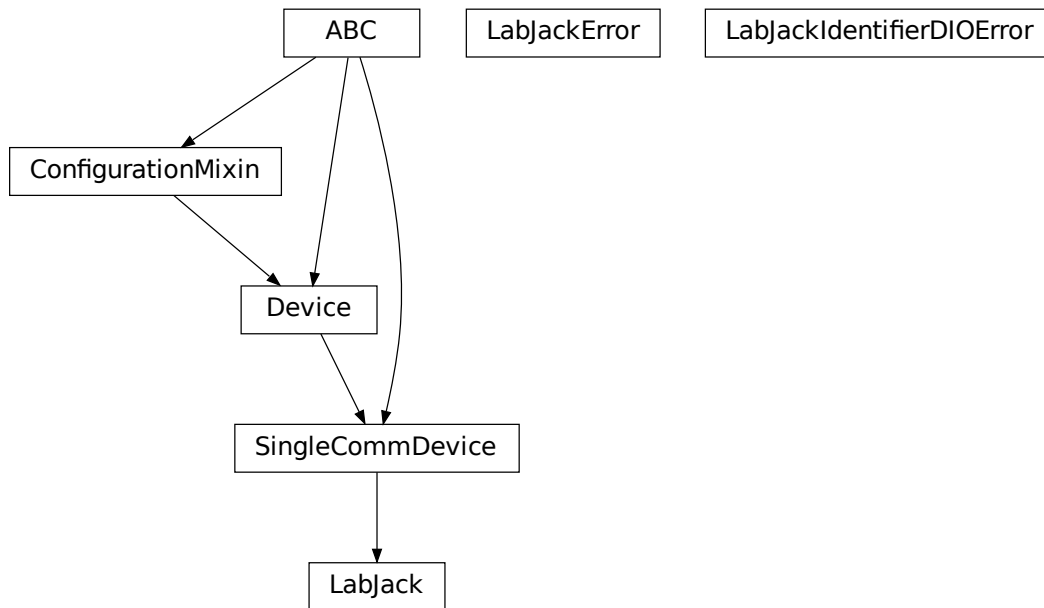 ABC
LabJackError
LabJackIdentifierDIOError
ConfigurationMixin
Device
SingleCommDevice
LabJack